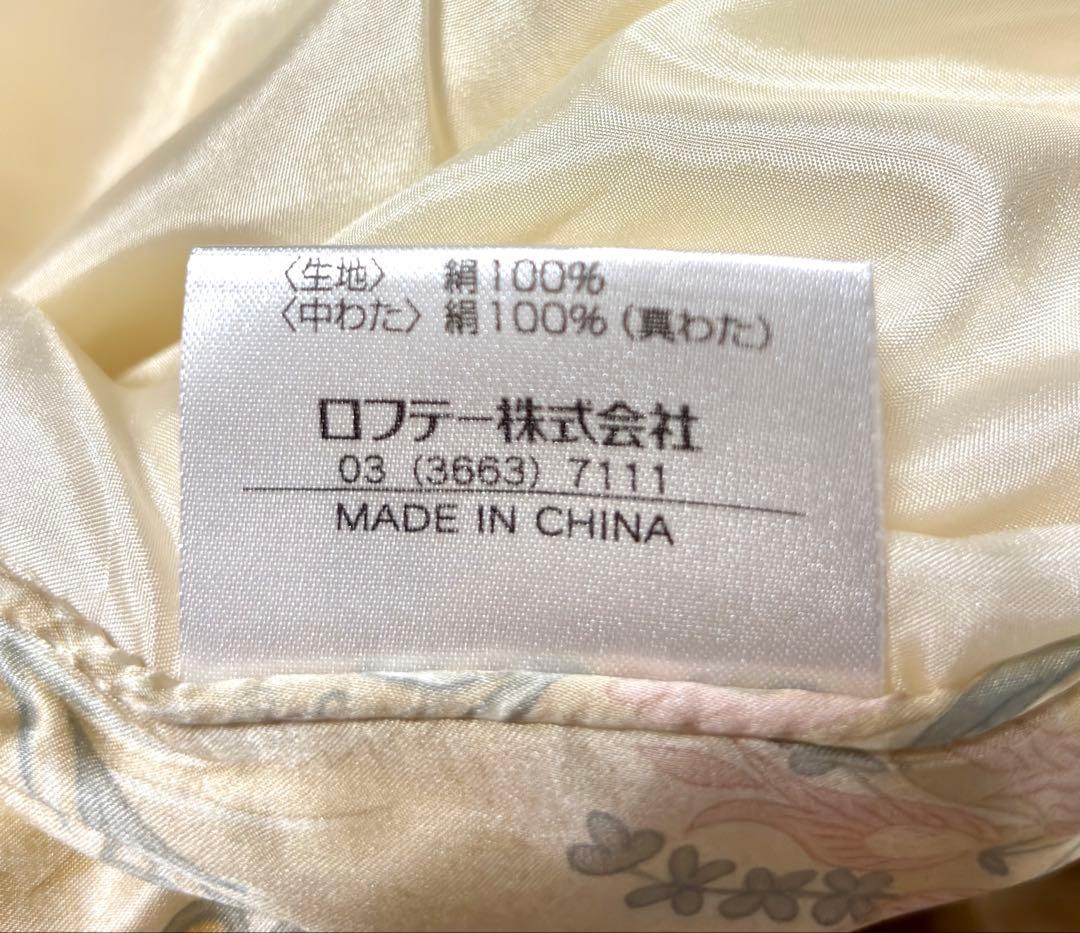 〈生地〉 絹100%
〈中わた〉 絹100% (真わた)
ロフテー株式会社
03 (3663) 7111
MADE IN CHINA